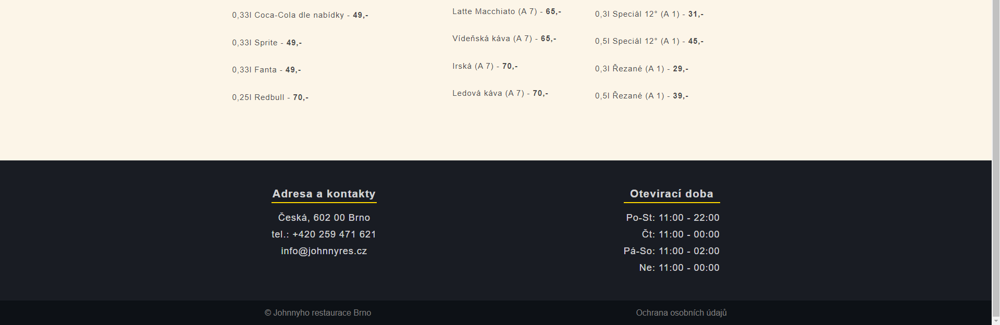 0,33l Coca-Cola dle nabídky - 49,-
0,33l Sprite - 49,-
0,33l Fanta - 49,-
0,25l Redbull - 70,-
Latte Macchiato (A 7) - 65,-
Vídeňská káva (A 7) - 65,-
Irská (A 7) - 70,-
Ledová káva (A 7) - 70,-
0,3l Speciál 12° (A 1) - 31,-
0,5l Speciál 12° (A 1) - 45,-
0,3l Řezané (A 1) - 29,-
0,5l Řezané (A 1) - 39,-
Adresa a kontakty
Česká, 602 00 Brno
tel.: +420 259 471 621
info@johnnyres.cz
Otevirací doba
Po-St: 11:00 - 22:00
Čt: 11:00 - 00:00
Pá-So: 11:00 - 02:00
Ne: 11:00 - 00:00
© Johnnyho restaurace Brno
Ochrana osobních údajů